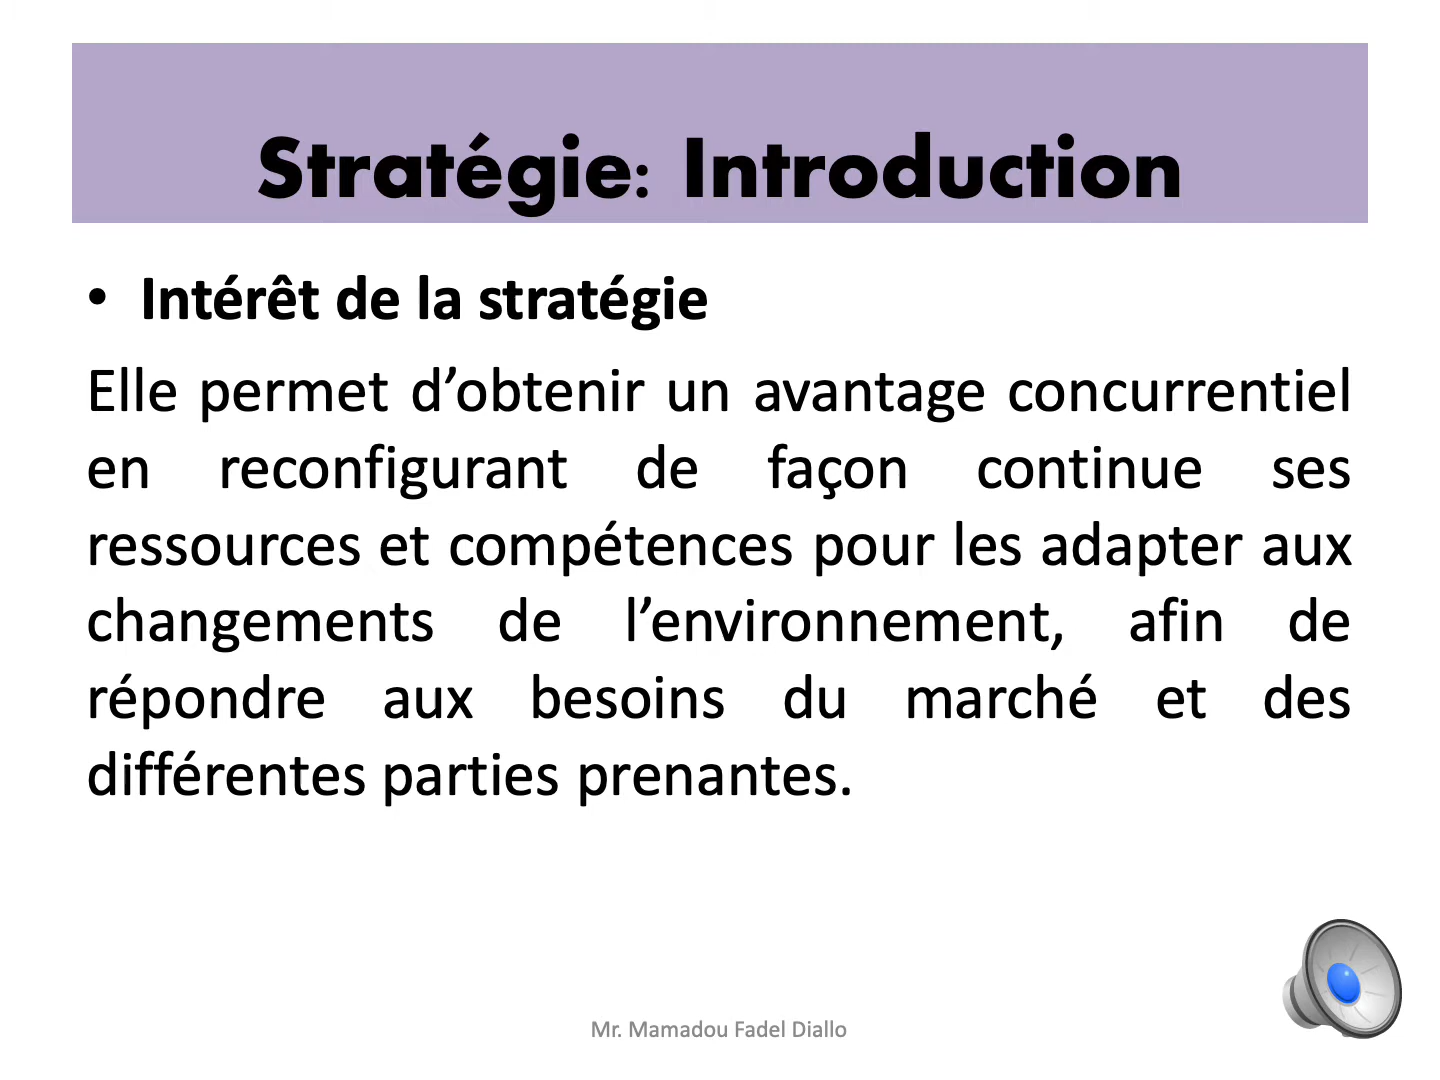 Stratégie: Introduction
• Intérêt de la stratégie
Elle permet d’obtenir un avantage concurrentiel
en reconfigurant de façon continue ses
ressources et compétences pour les adapter aux
changements de l’environnement, afin de
répondre aux besoins du marché et des
différentes parties prenantes.
Mr. Mamadou Fadel Diallo